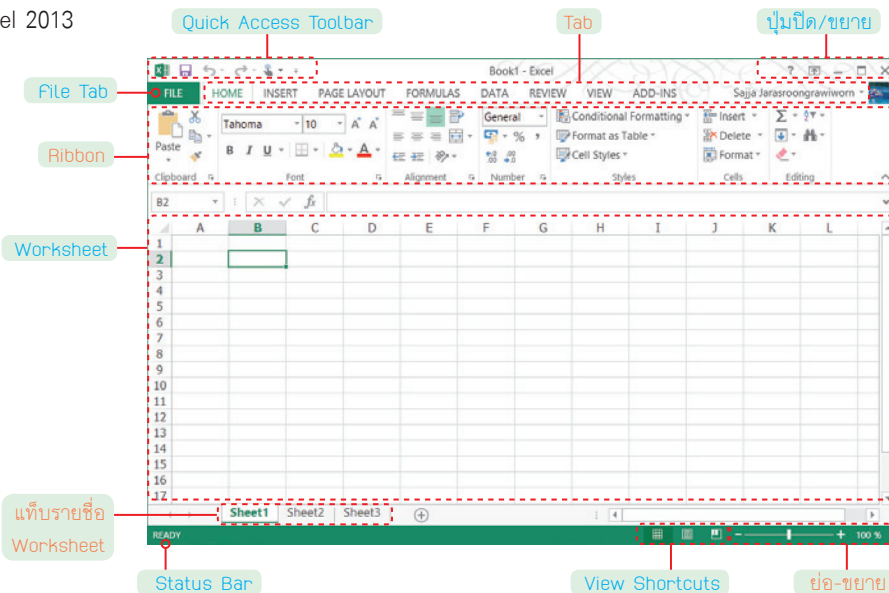 el 2013
Quick Access Toolbar
Tab
ปุ่มปิด/ขยาย
Book1 - Excel
File Tab
FILE HOME INSERT PAGE LAYOUT FORMULAS DATA REVIEW VIEW ADD-INS Sajja Jarasroongrawiworn
Ribbon
Paste
Tahoma 10 A A
B I U A
General
% ,
Conditional Formatting
Format as Table
Cell Styles
Insert
Delete
Format
Clipboard Font Alignment Number Styles Cells Editing
B2 fx
Worksheet
A B C D E F G H I J K L
1
2
3
4
5
6
7
8
9
10
11
12
13
14
15
16
17
แท็บรายชื่อ
Worksheet
Sheet1 Sheet2 Sheet3
READY
100 %
Status Bar
View Shortcuts
ย่อ-ขยาย